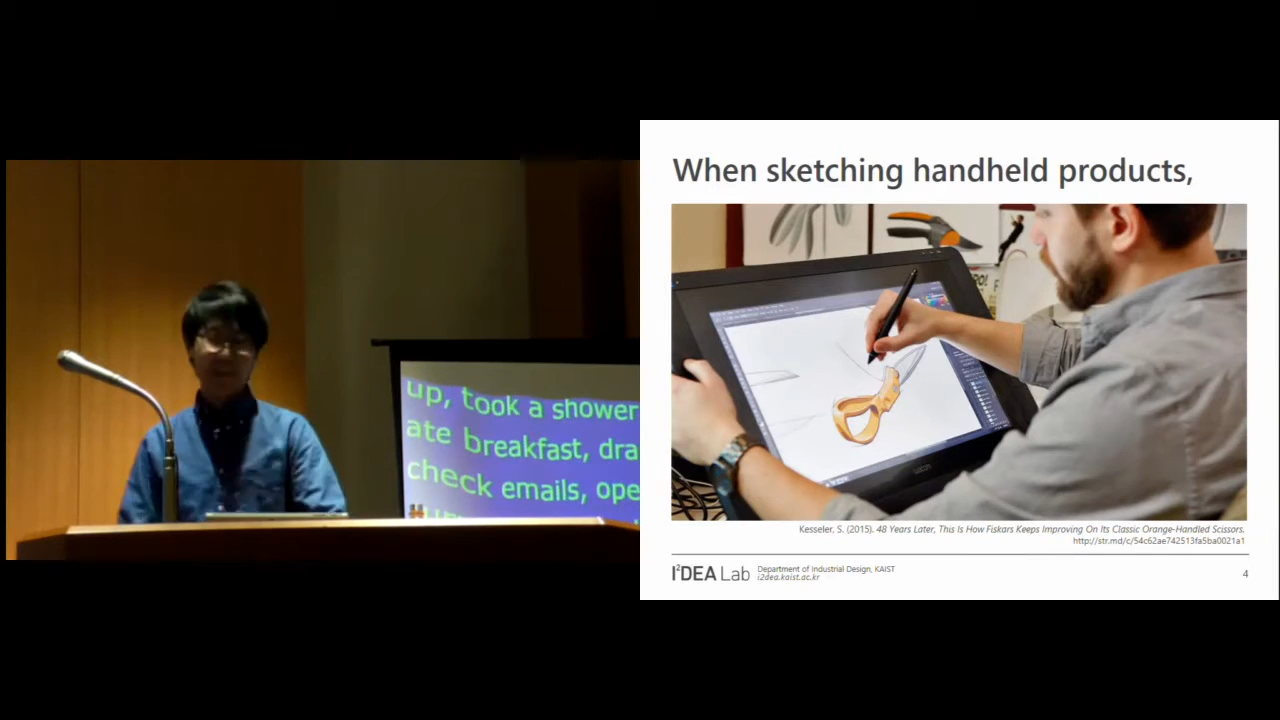 up, took a shower
ate breakfast,
check emails,
When sketching handheld products,
Kesseler, S. (2015). 48 Years Later, This Is How Fiskars Keeps Improving On Its Classic Orange-Handled Scissors.
http://str.md/c/54c62ae742513fa5ba0021a1
I²DEA Lab
Department of Industrial Design, KAIST
i2dea.kaist.ac.kr
4